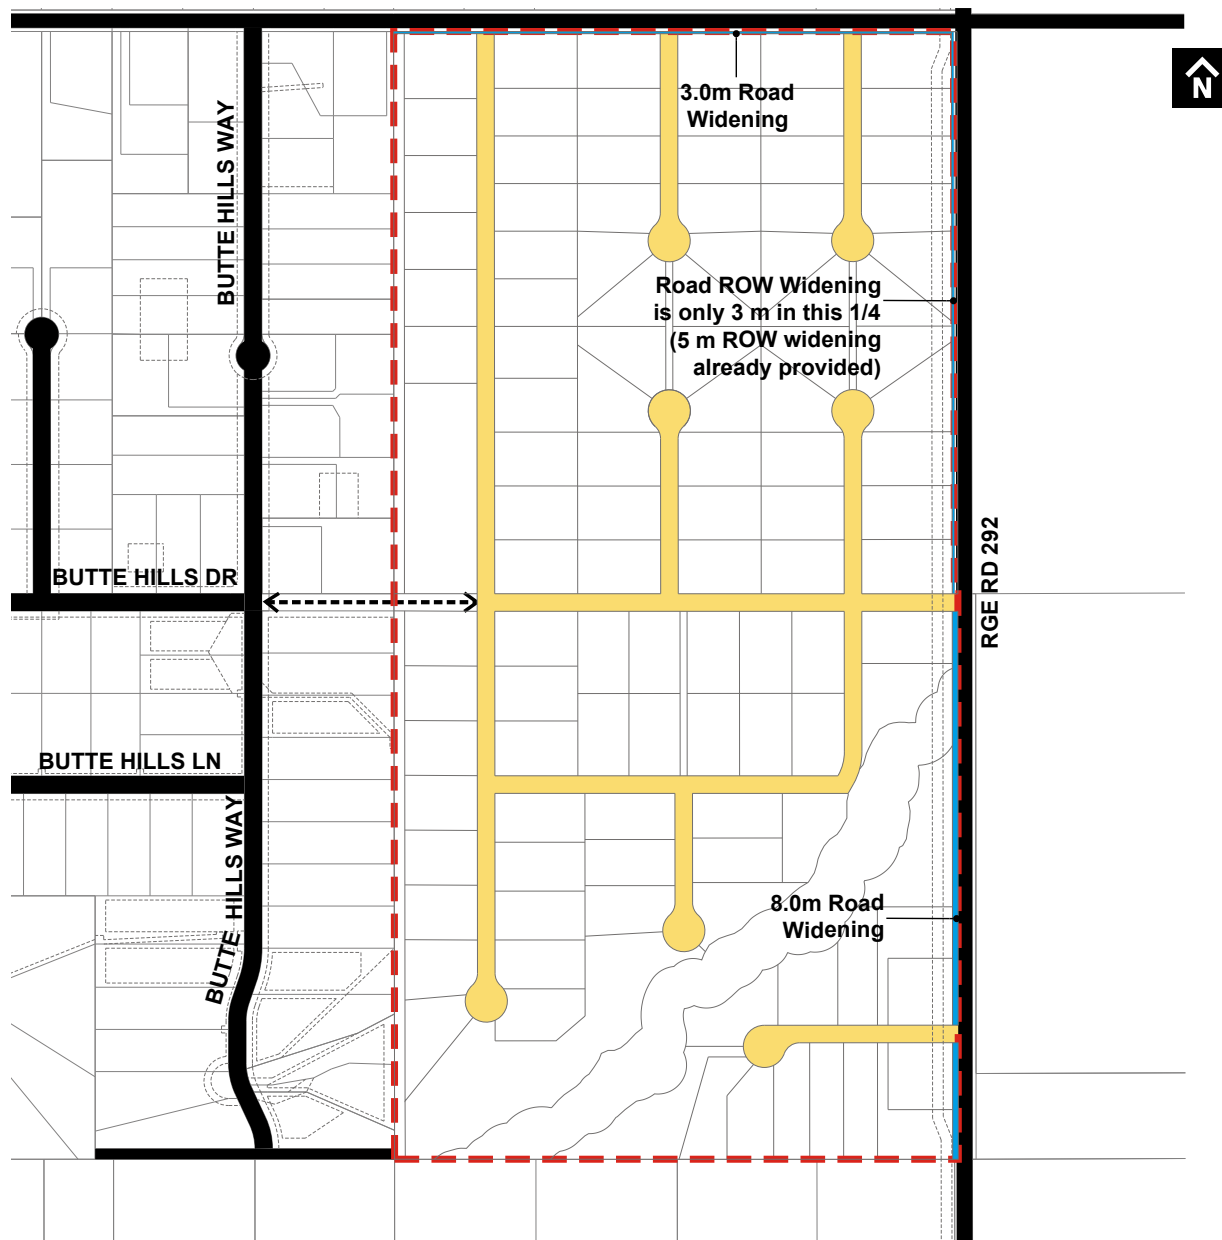 N
3.0m Road
Widening
BUTTE HILLS WAY
Road ROW Widening
is only 3 m in this 1/4
(5 m ROW widening
already provided)
RGE RD 292
BUTTE HILLS DR
BUTTE HILLS LN
BUTTE HILLS WAY
8.0m Road
Widening